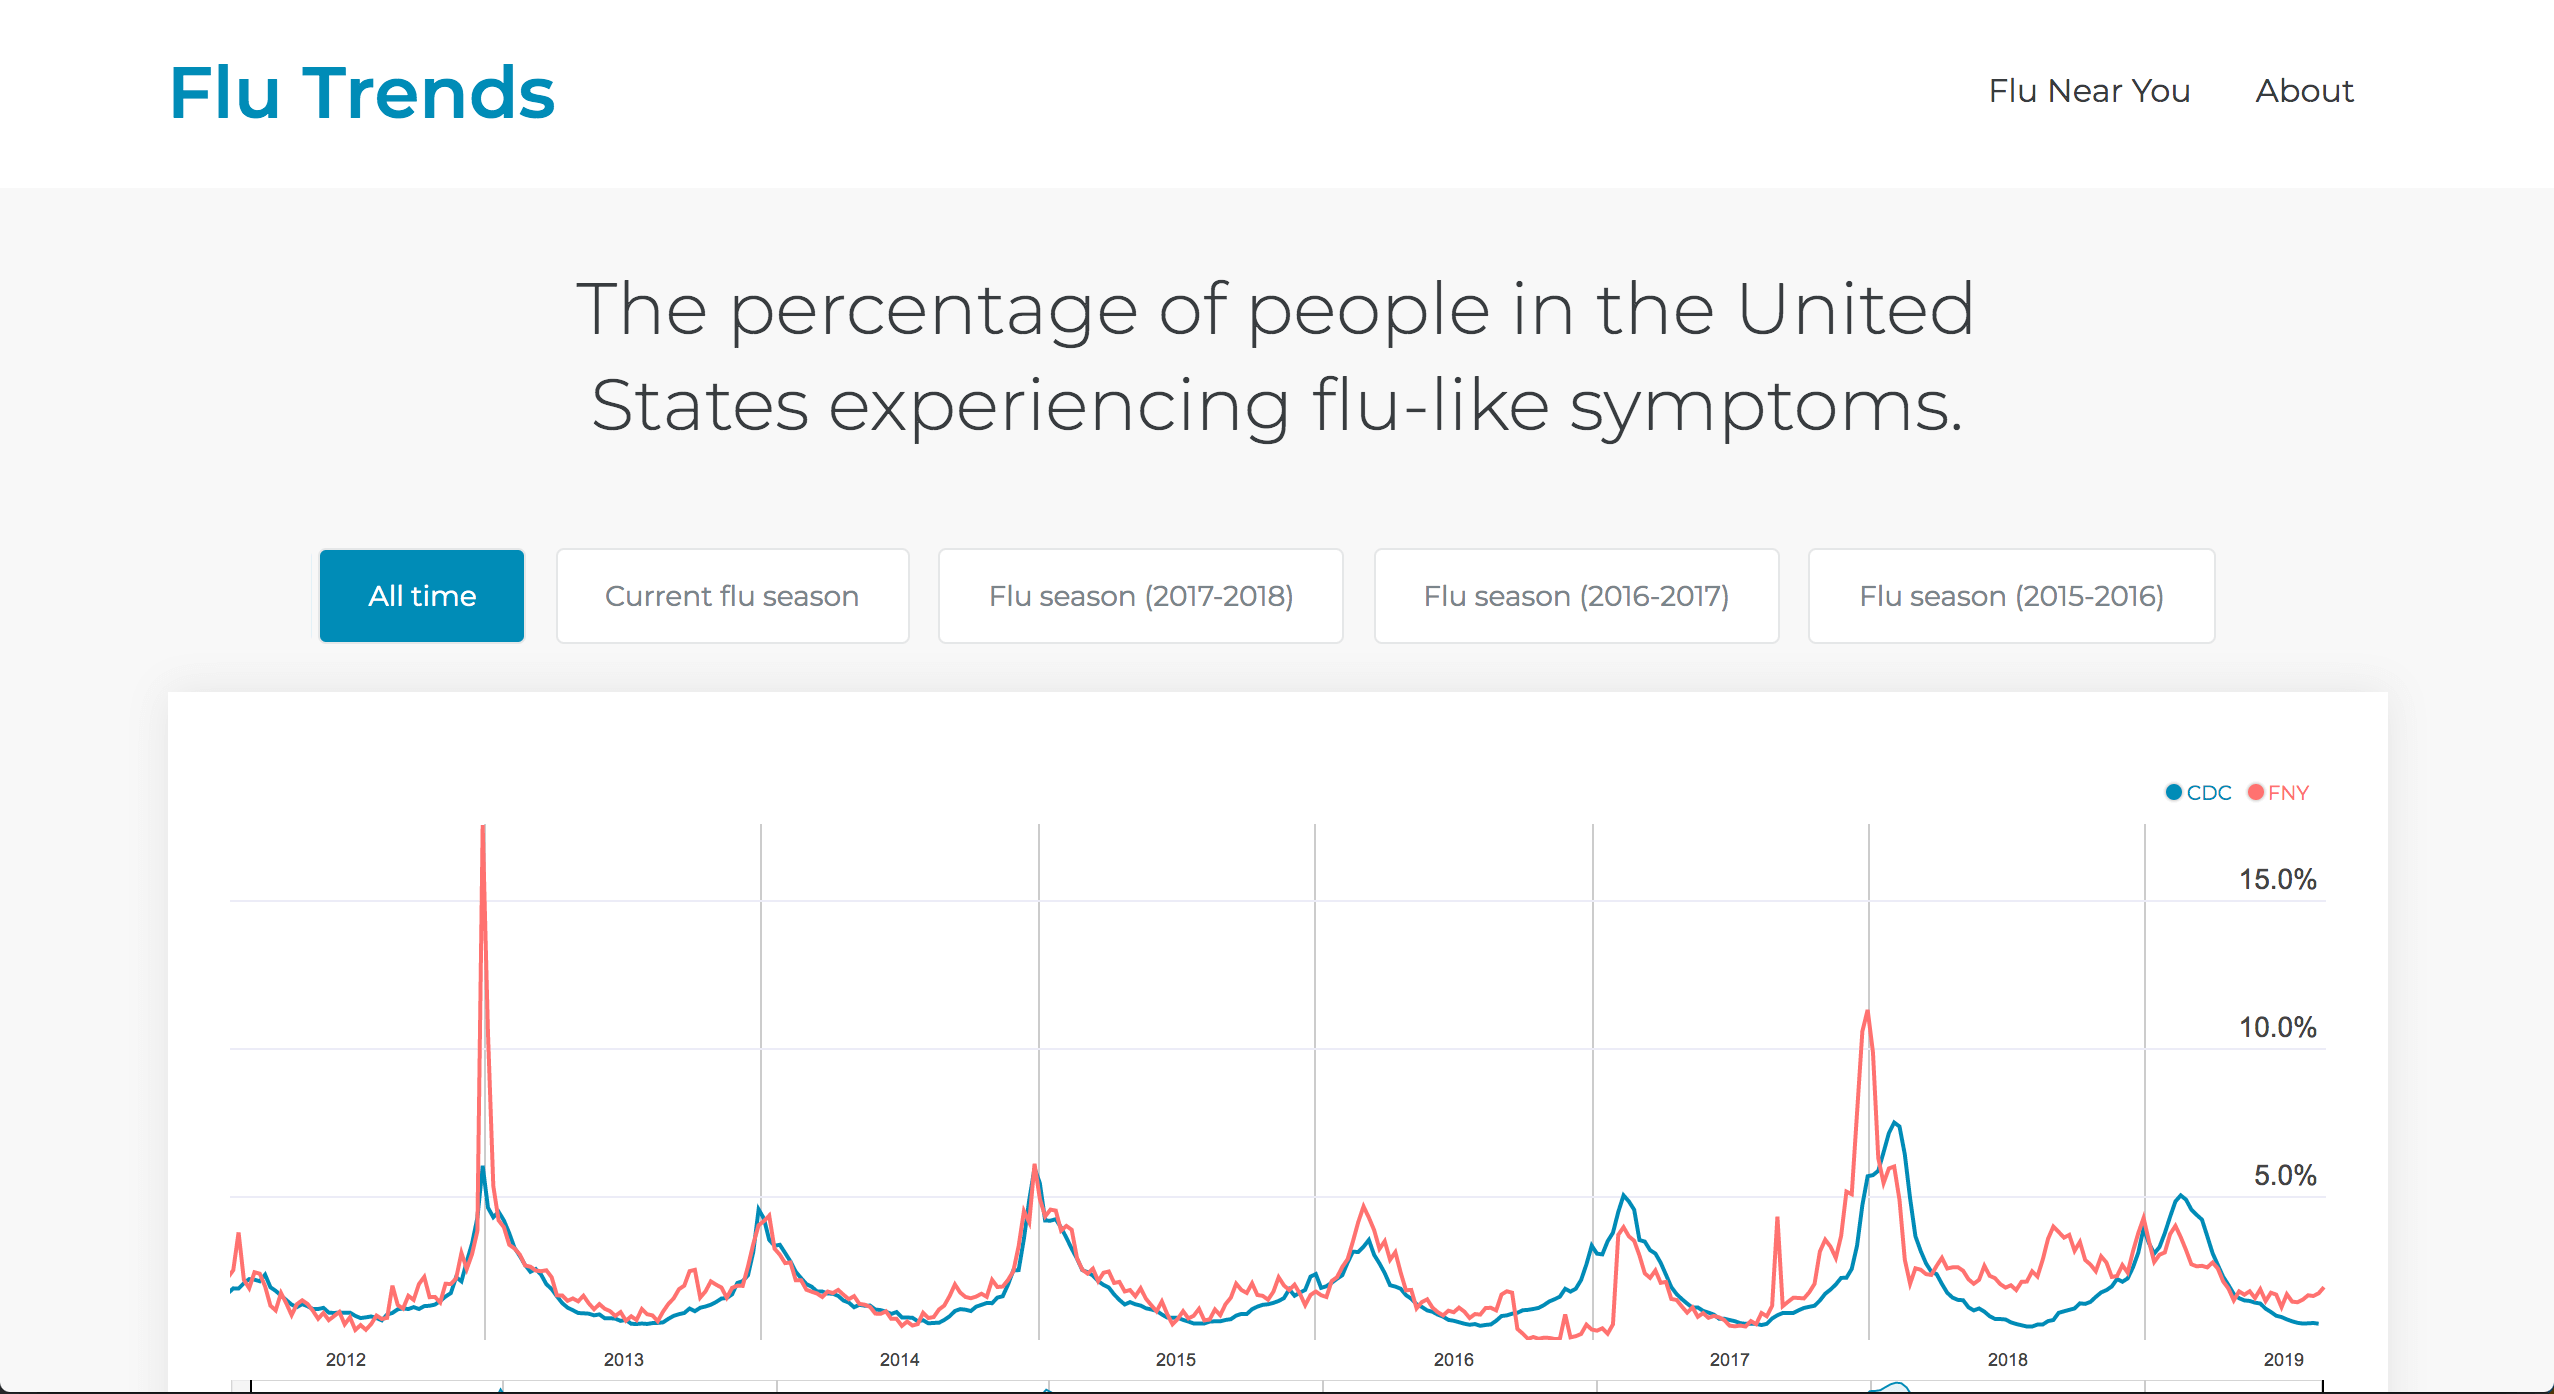 Flu Trends
Flu Near You
About
The percentage of people in the United
States experiencing flu-like symptoms.
All time
Current flu season
Flu season (2017-2018)
Flu season (2016-2017)
Flu season (2015-2016)
CDC FNY
15.0%
10.0%
5.0%
2012 2013 2014 2015 2016 2017 2018 2019